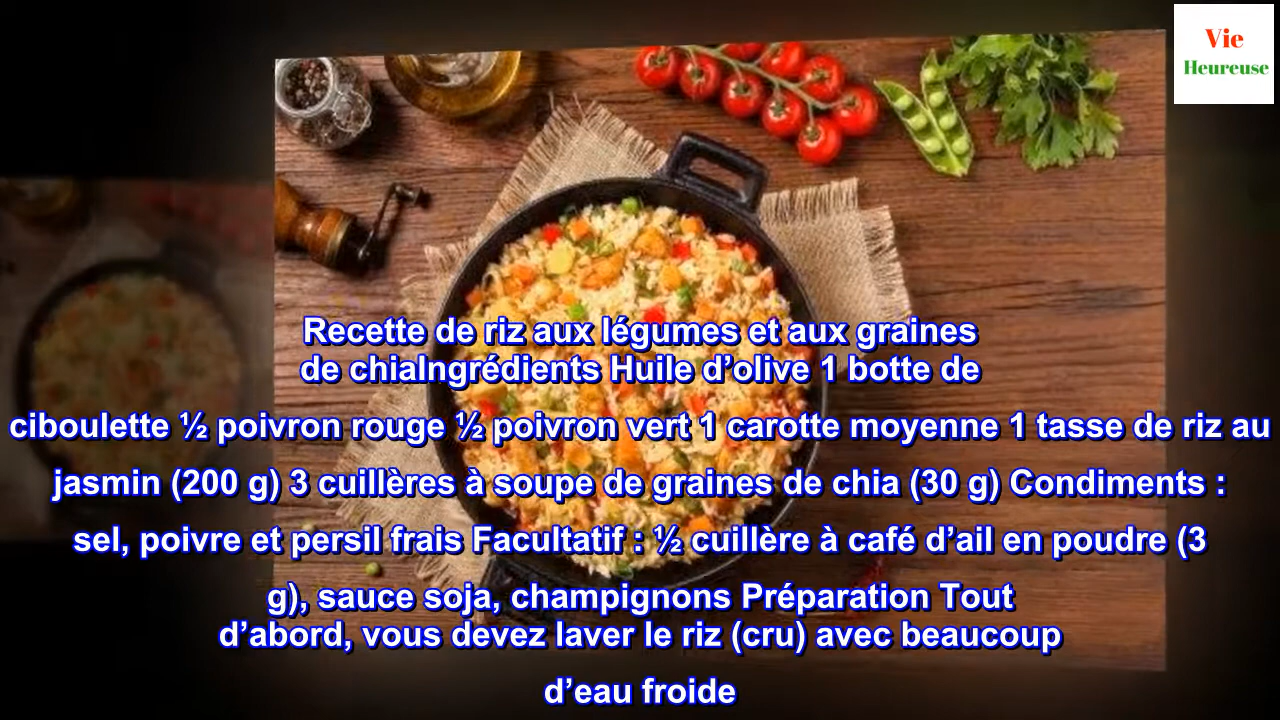 Vie
Heureuse
Recette de riz aux légumes et aux graines
de chiaIngrédients Huile d’olive 1 botte de
ciboulette ½ poivron rouge ½ poivron vert 1 carotte moyenne 1 tasse de riz au
jasmin (200 g) 3 cuillères à soupe de graines de chia (30 g) Condiments :
sel, poivre et persil frais Facultatif : ½ cuillère à café d’ail en poudre (3
g), sauce soja, champignons Préparation Tout
d’abord, vous devez laver le riz (cru) avec beaucoup
d’eau froide